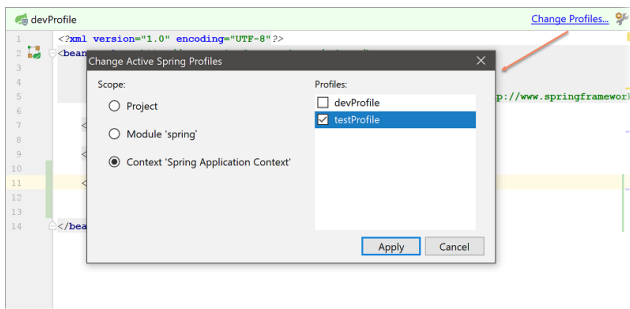 devProfile
Change Profiles...
1 <?xml version="1.0" encoding="UTF-8"?>
2 <bean
Change Active Spring Profiles
3
Scope:
Profiles:
4
5 p://www.springframework
Project
devProfile
6
testProfile
7 <
8
Module 'spring'
9 <
10
Context 'Spring Application Context'
11 <
12
13
14 </bea
Apply
Cancel